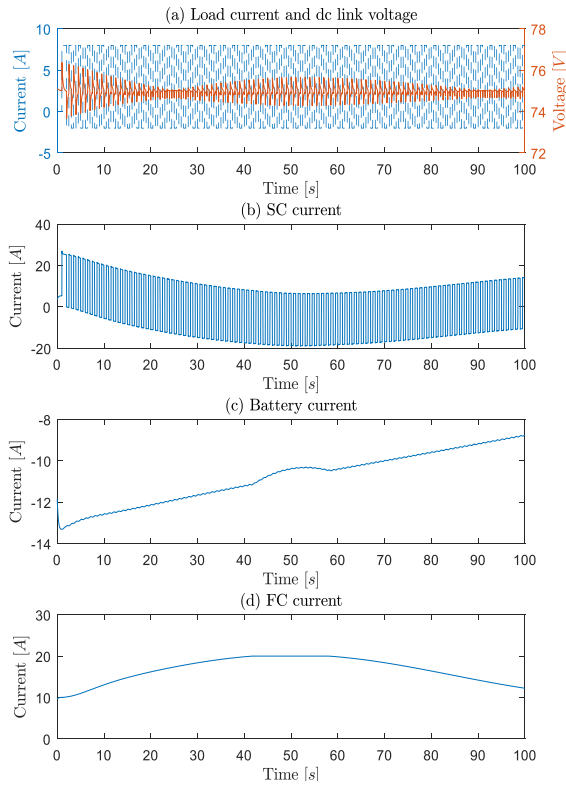 (a) Load current and dc link voltage
10
5
0
-5
Current [A]
78
76
74
72
Voltage [V]
0 10 20 30 40 50 60 70 80 90 100
Time [s]
(b) SC current
40
20
0
-20
Current [A]
0 10 20 30 40 50 60 70 80 90 100
Time [s]
(c) Battery current
-8
-10
-12
-14
Current [A]
0 10 20 30 40 50 60 70 80 90 100
Time [s]
(d) FC current
30
20
10
0
Current [A]
0 10 20 30 40 50 60 70 80 90 100
Time [s]